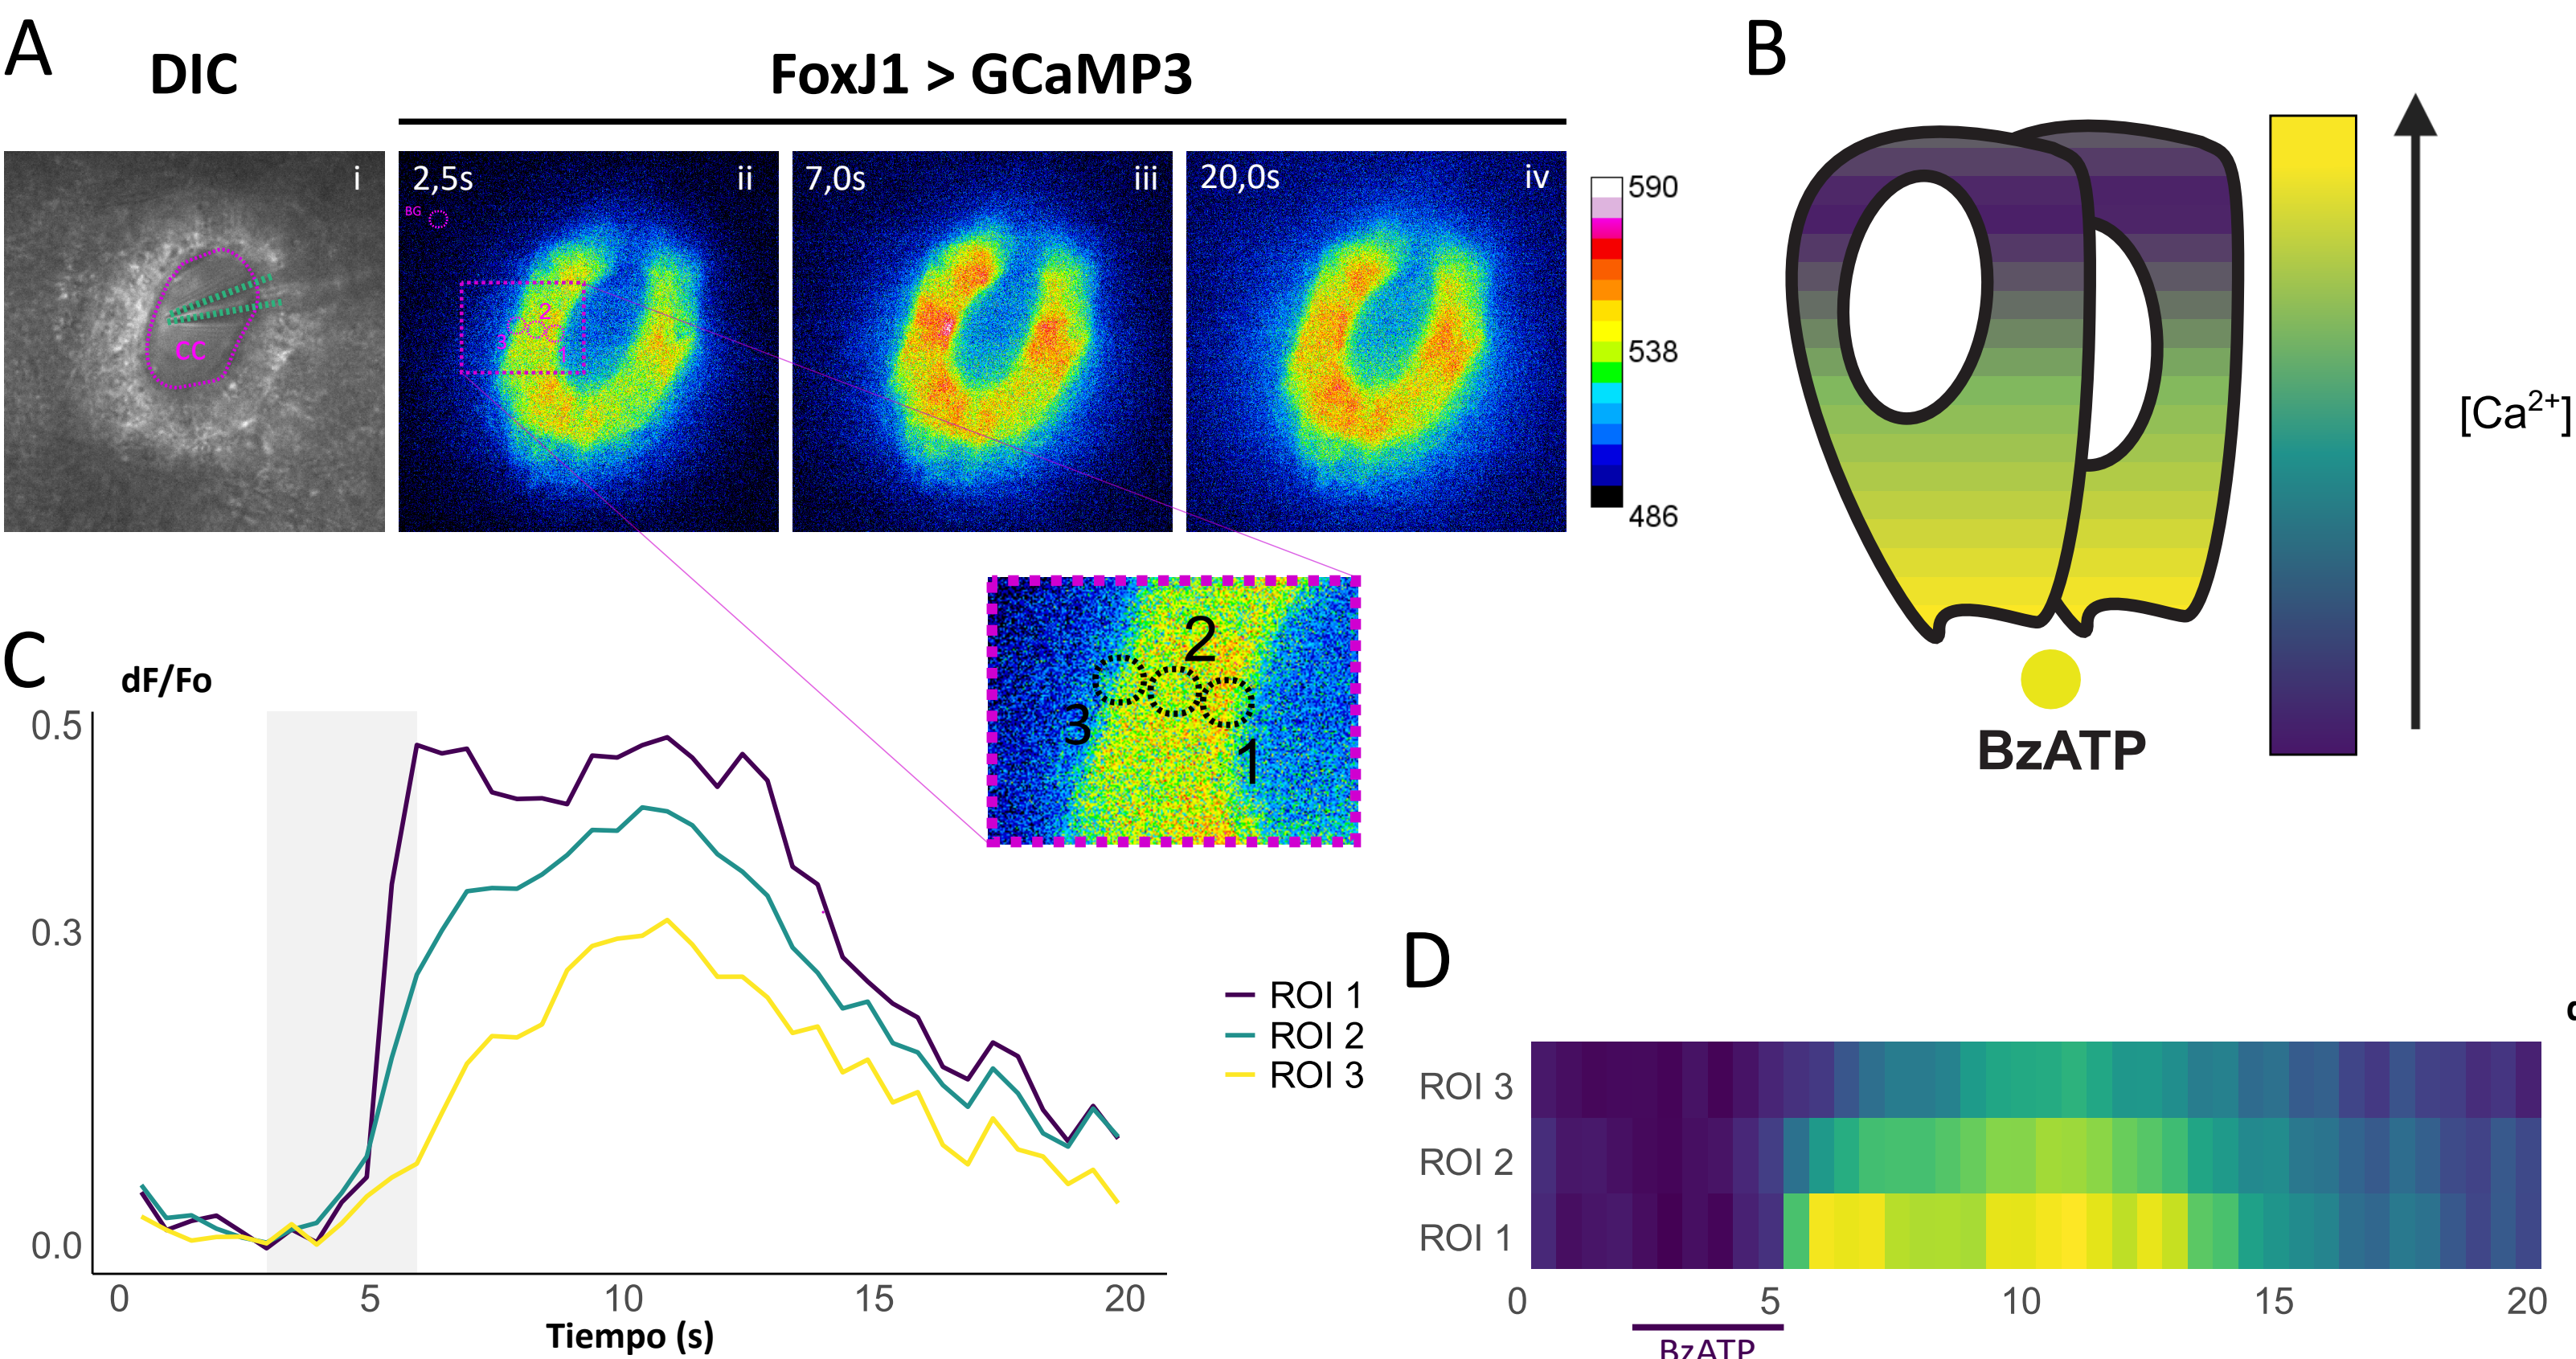 A
DIC
FoxJ1 > GCaMP3
i
CC
2,5s
ii
BG
2
3
1
7,0s
iii
20,0s
iv
590
538
486
2
3
1
B
[Ca²⁺]
BzATP
C
dF/Fo
0.5
0.3
0.0
0
5
10
15
20
Tiempo (s)
ROI 1
ROI 2
ROI 3
D
ROI 3
ROI 2
ROI 1
0
5
10
15
20
BzATP